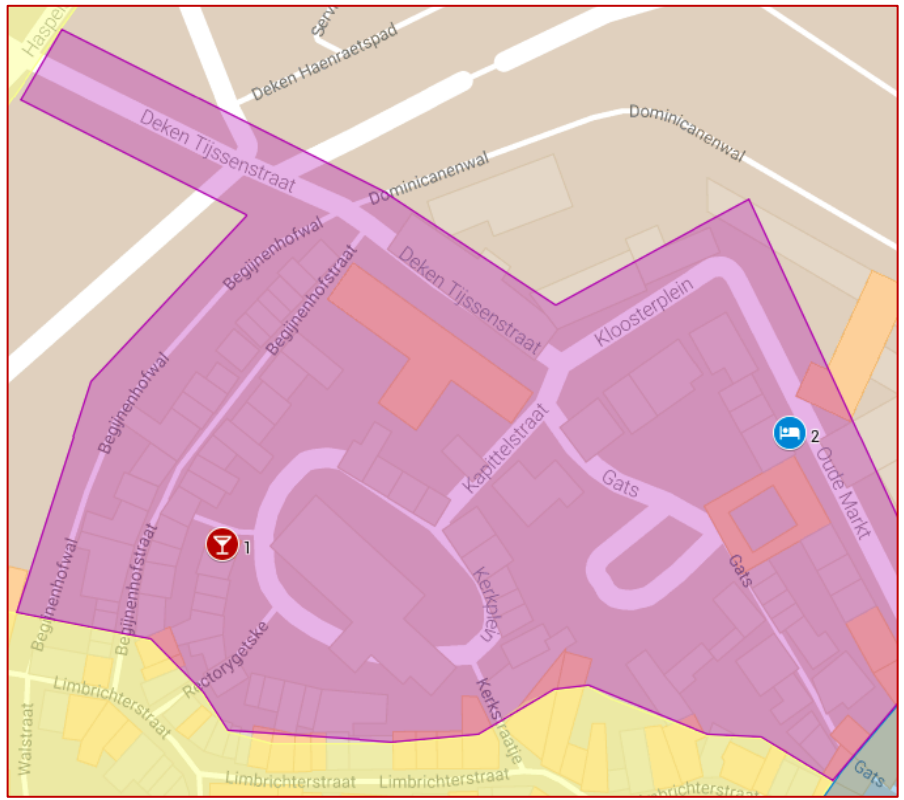 Deken Haenraetspad
Deken Tijssenstraat
Dominicanenwal
Dominicanenwal
Begijnenhofwal
Begijnenhofstraat
Deken Tijssenstraat
Kloosterplein
Begijnenhofwal
Kapittelstraat
2
Oude Markt
Gats
1
Begijnenhofwal
Begijnenhofstraat
Gats
Kerkplein
Rectorygetske
Kerkstraatje
Limbrichterstraat
Walstraat
Limbrichterstraat
Limbrichterstraat
Gats